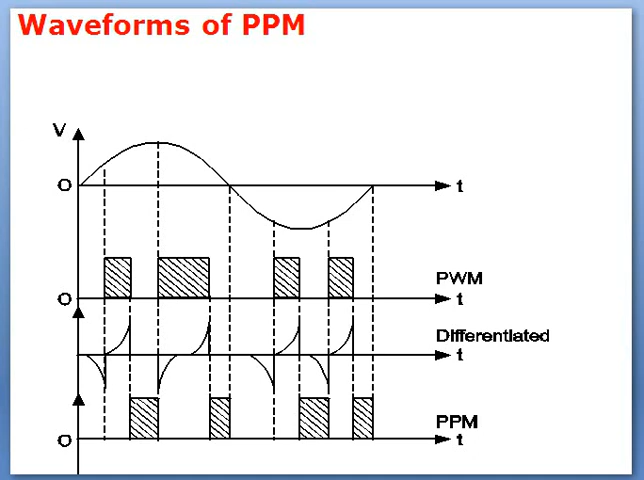 Waveforms of PPM
V
O
t
PWM
O
t
Differentiated
t
PPM
O
t